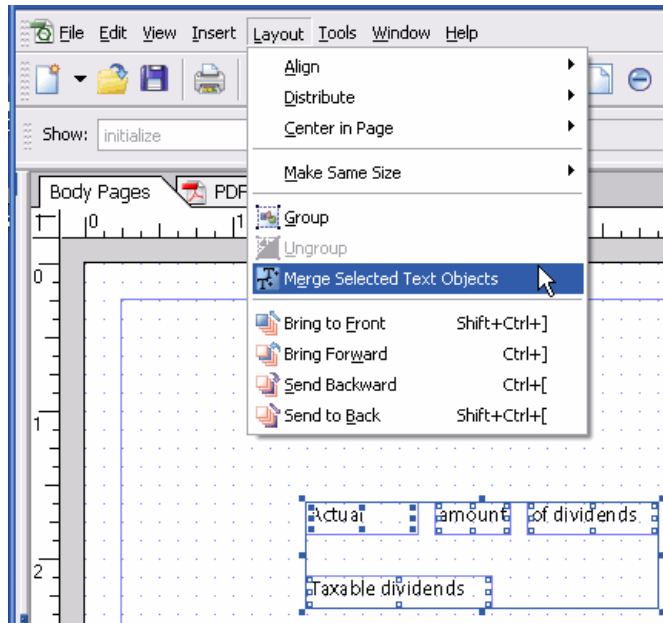 File Edit View Insert Layout Tools Window Help
Align
Distribute
Center in Page
Show: initialize
Make Same Size
Body Pages PDF
Group
0 1
Ungroup
0
Merge Selected Text Objects
Bring to Front Shift+Ctrl+]
Bring Forward Ctrl+]
Send Backward Ctrl+[
Send to Back Shift+Ctrl+[
1
Actual amount of dividends
2
Taxable dividends